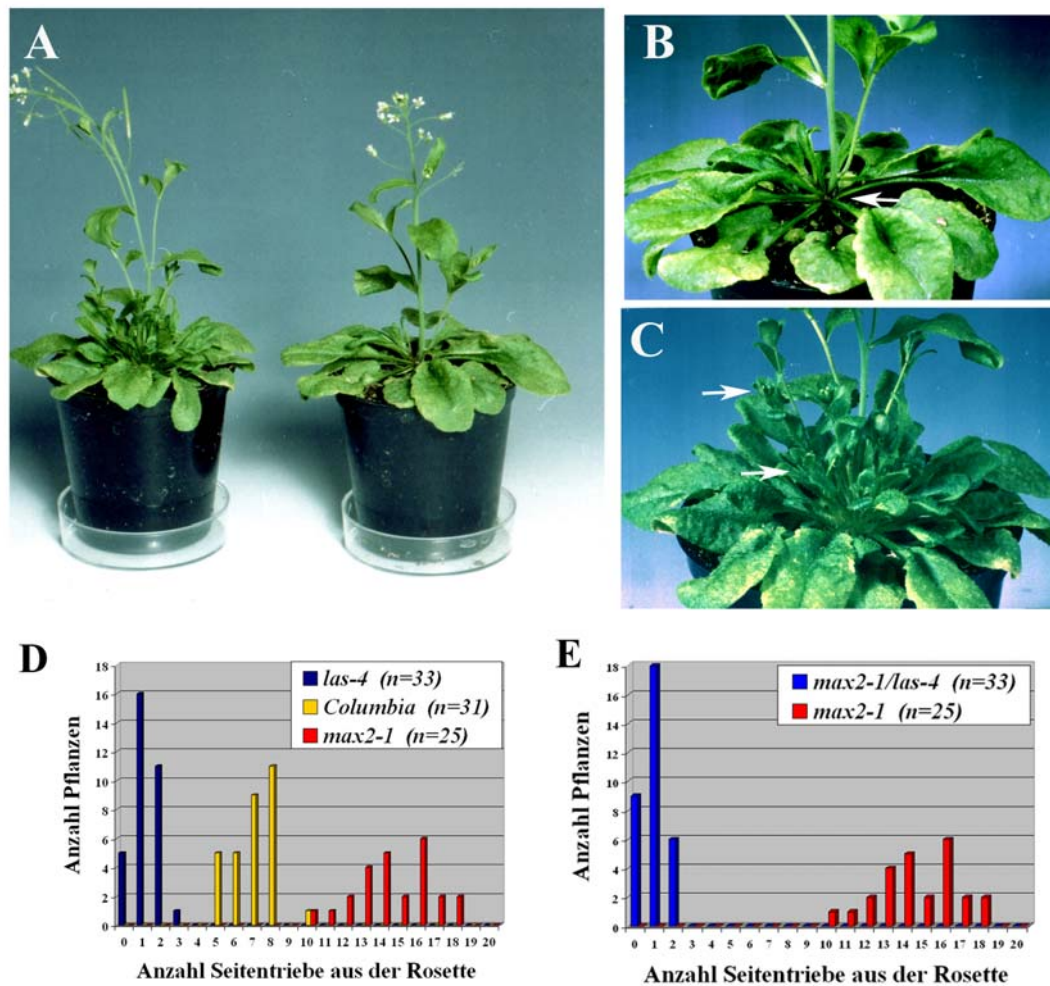 A
B
C
D
Anzahl Pflanzen
18
16
14
12
10
8
6
4
2
0
las-4 (n=33)
Columbia (n=31)
max2-1 (n=25)
0 1 2 3 4 5 6 7 8 9 10 11 12 13 14 15 16 17 18 19 20
Anzahl Seitentriebe aus der Rosette
E
Anzahl Pflanzen
18
16
14
12
10
8
6
4
2
0
max2-1/las-4 (n=33)
max2-1 (n=25)
0 1 2 3 4 5 6 7 8 9 10 11 12 13 14 15 16 17 18 19 20
Anzahl Seitentriebe aus der Rosette